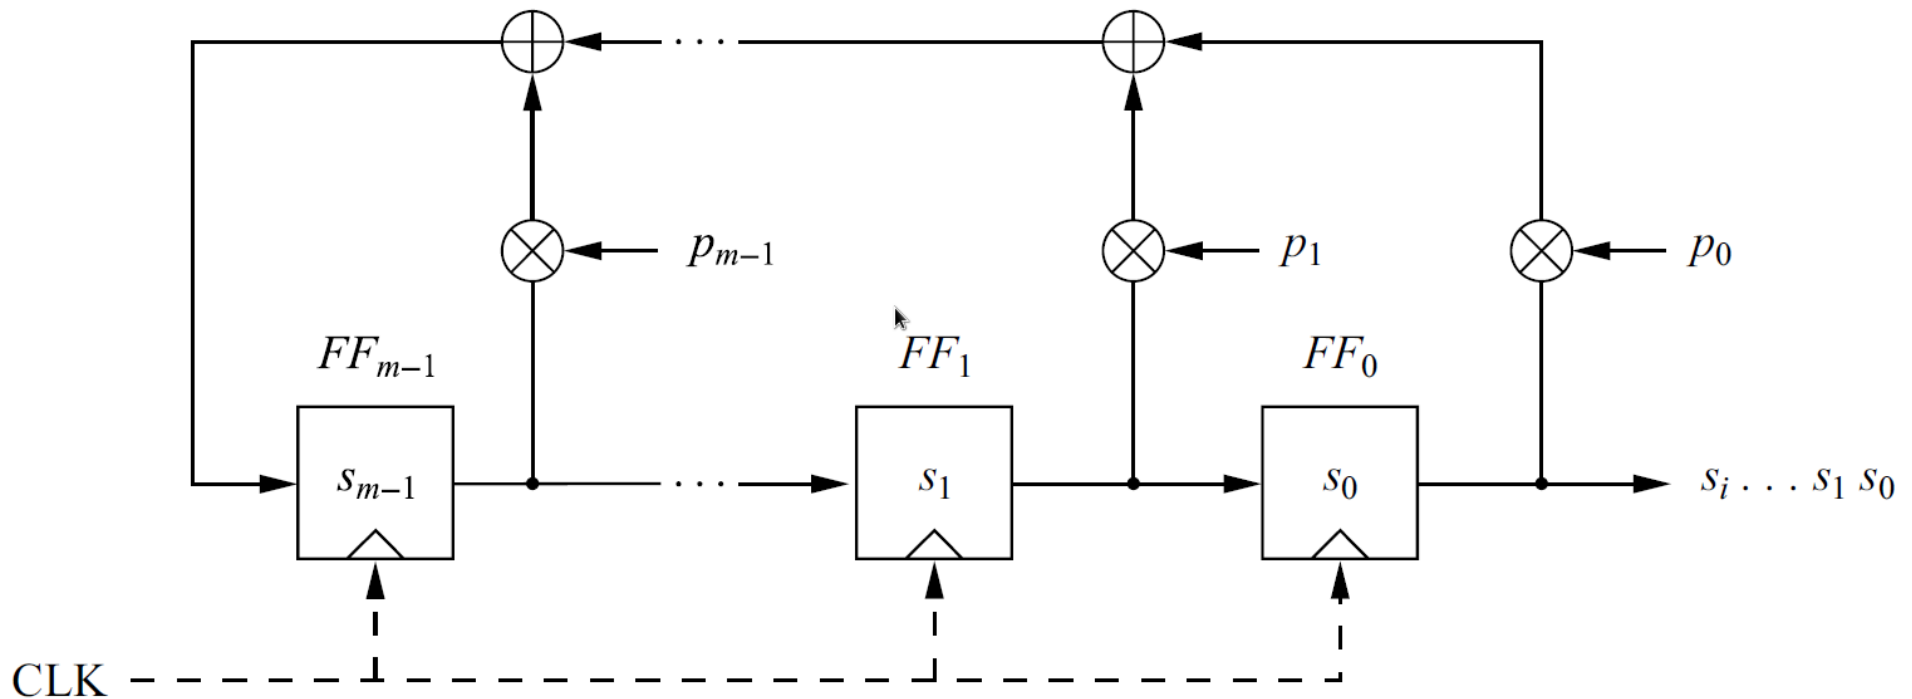 p_{m−1} p_1 p_0
FF_{m−1} FF_1 FF_0
s_{m−1} s_1 s_0 s_i . . . s_1 s_0
CLK